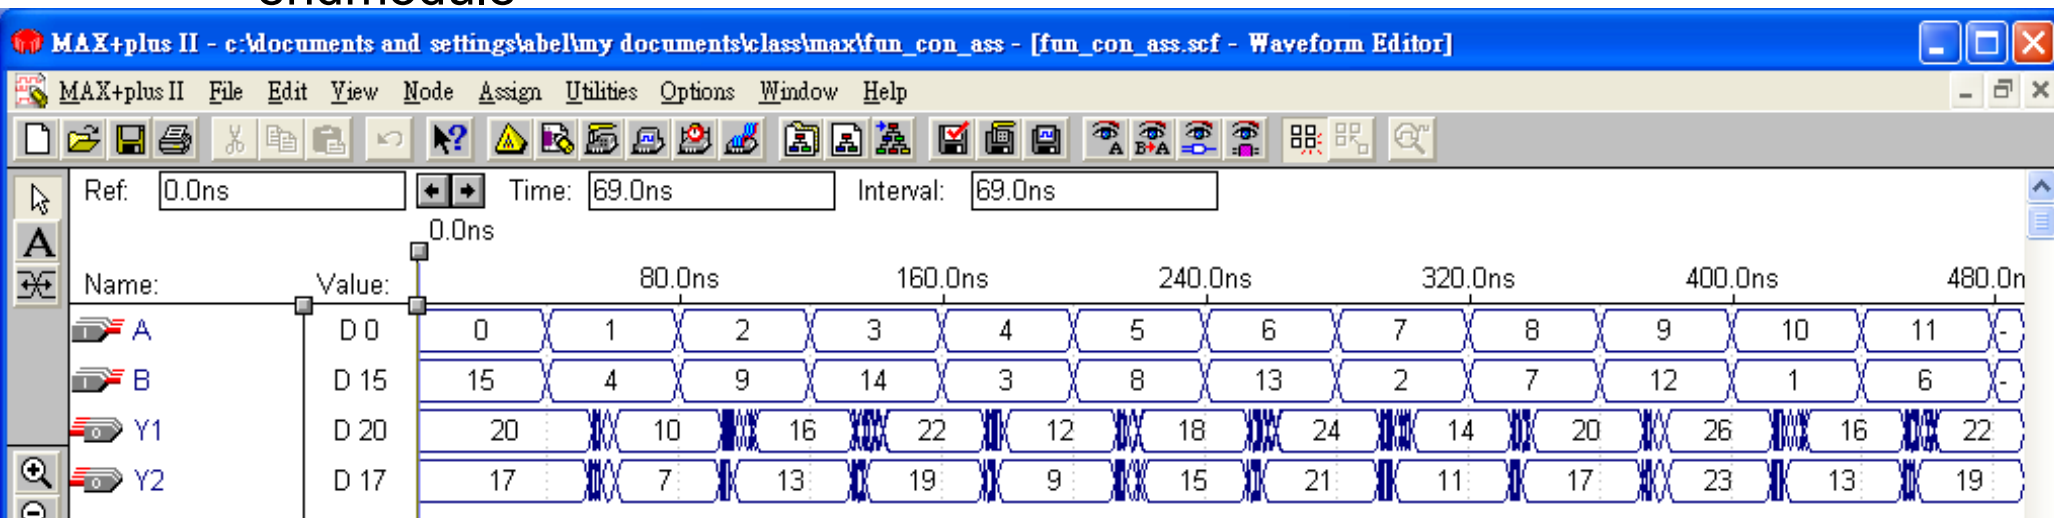 endmodule
MAX+plus II - c:\documents and settings\abel\my documents\class\max\fun_con_ass - [fun_con_ass.scf - Waveform Editor]
MAX+plus II File Edit View Node Assign Utilities Options Window Help
Ref: 0.0ns Time: 69.0ns Interval: 69.0ns
0.0ns
Name: Value: 80.0ns 160.0ns 240.0ns 320.0ns 400.0ns 480.0n
A D 0 0 1 2 3 4 5 6 7 8 9 10 11 -
B D 15 15 4 9 14 3 8 13 2 7 12 1 6 -
Y1 D 20 20 10 16 22 12 18 24 14 20 26 16 22
Y2 D 17 17 7 13 19 9 15 21 11 17 23 13 19